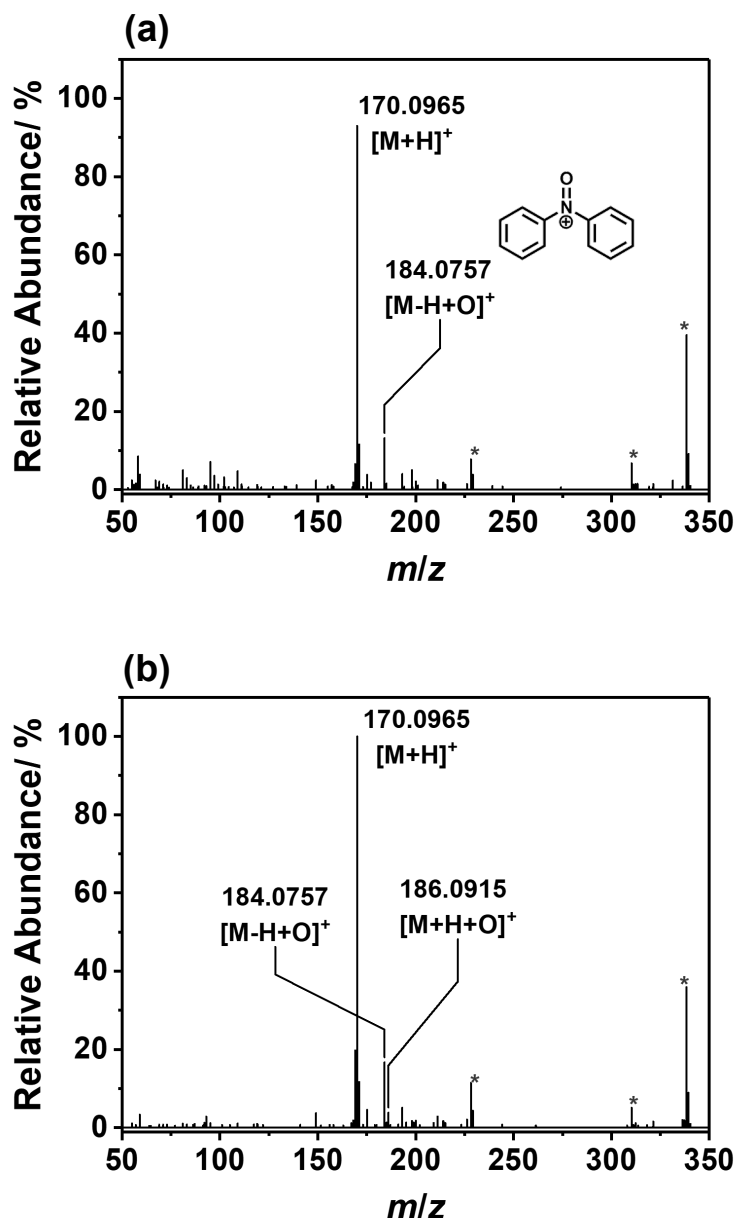 (a)
Relative Abundance/ %
100
80
60
40
20
0
170.0965
[M+H]⁺
184.0757
[M-H+O]⁺
O
N
⊕
*
*
*
50 100 150 200 250 300 350
m/z
(b)
Relative Abundance/ %
100
80
60
40
20
0
170.0965
[M+H]⁺
184.0757
[M-H+O]⁺
186.0915
[M+H+O]⁺
*
*
*
50 100 150 200 250 300 350
m/z